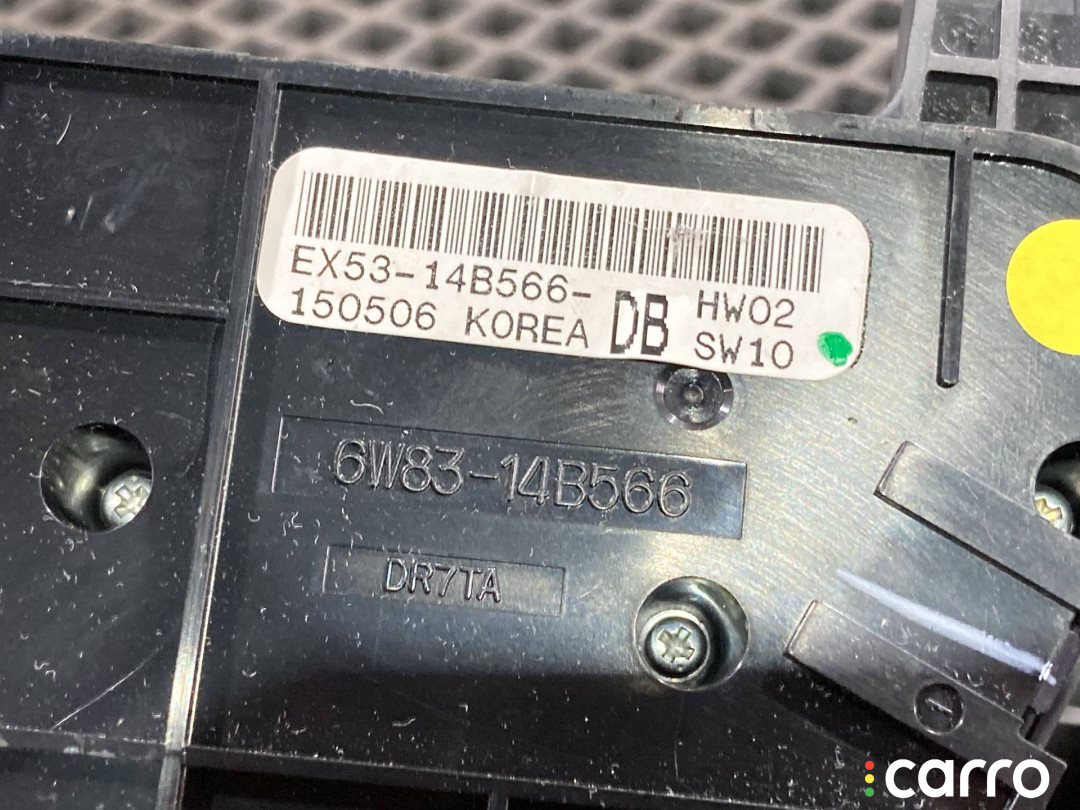 EX53-14B566-
150506 KOREA DB
HW02
SW10
6W83-14B566
DR7TA
carro